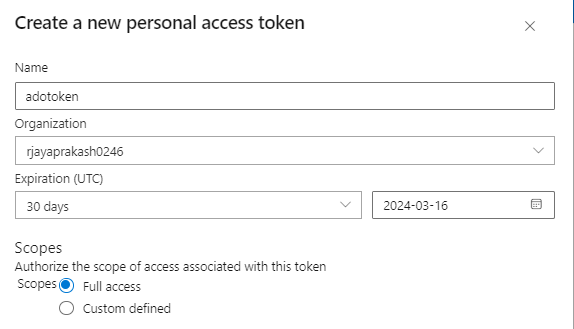 Create a new personal access token
Name
adotoken
Organization
rjayaprakash0246
Expiration (UTC)
30 days 2024-03-16
Scopes
Authorize the scope of access associated with this token
Scopes Full access
Custom defined